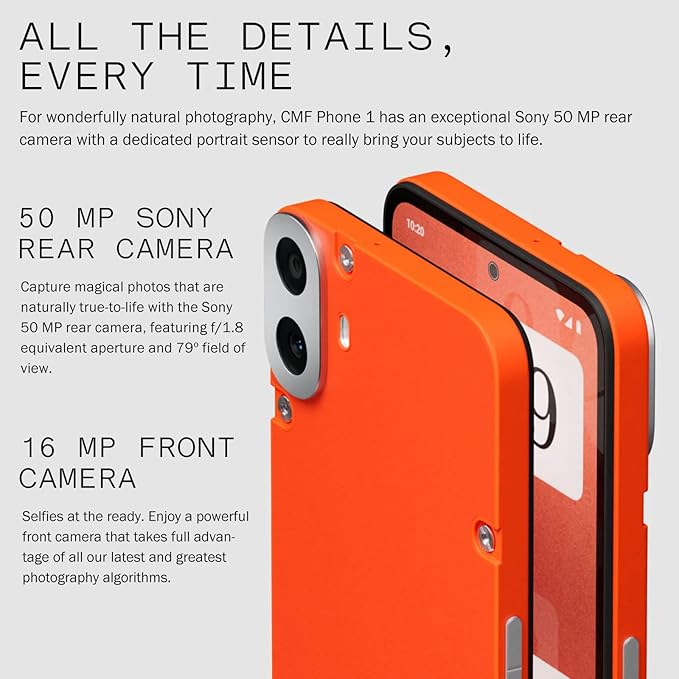 ALL THE DETAILS,
EVERY TIME
For wonderfully natural photography, CMF Phone 1 has an exceptional Sony 50 MP rear
camera with a dedicated portrait sensor to really bring your subjects to life.
50 MP SONY
REAR CAMERA
Capture magical photos that are
naturally true-to-life with the Sony
50 MP rear camera, featuring f/1.8
equivalent aperture and 79º field of
view.
16 MP FRONT
CAMERA
Selfies at the ready. Enjoy a powerful
front camera that takes full advan-
tage of all our latest and greatest
photography algorithms.
10:20
9